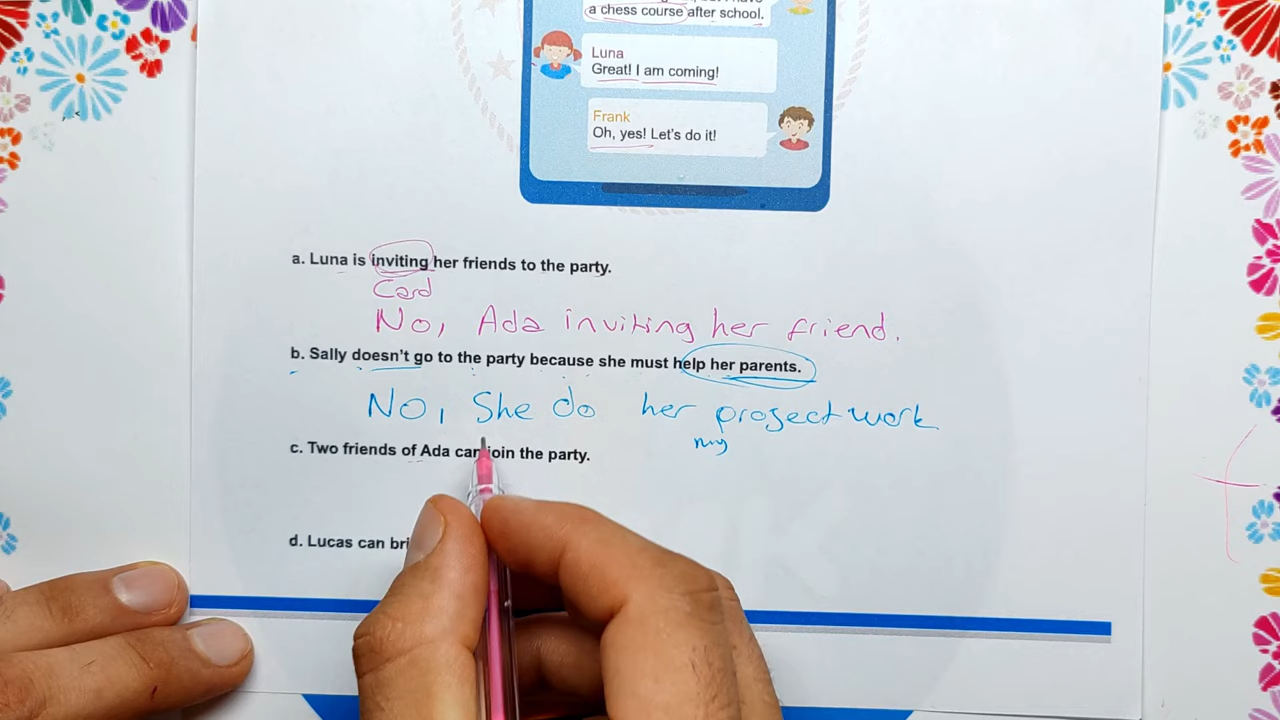 a chess course after school.
Luna
Great! I am coming!
Frank
Oh, yes! Let's do it!
a. Luna is inviting her friends to the party.
Card
No, Ada inviting her friend.
b. Sally doesn't go to the party because she must help her parents.
No, She do her project work
my
c. Two friends of Ada can join the party.
d. Lucas can bri